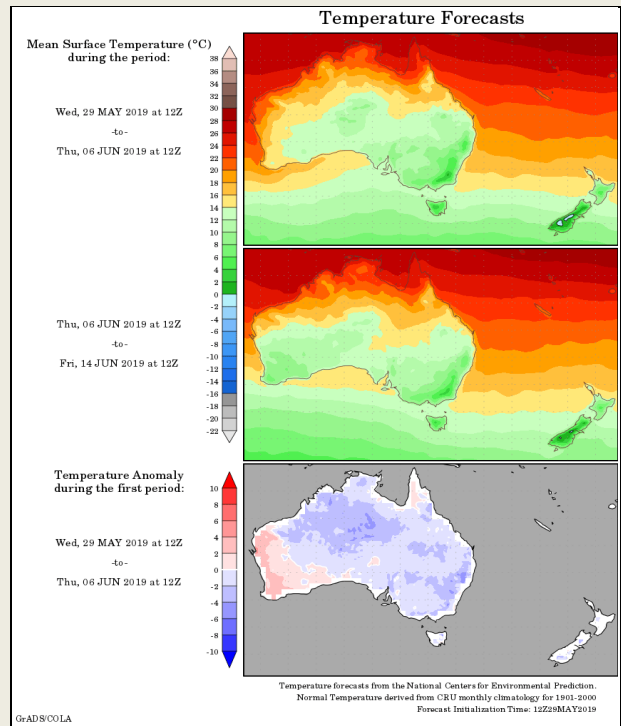 Temperature Forecasts
Mean Surface Temperature (°C)
during the period:
38
36
34
32
30
28
26
24
22
20
18
16
14
12
10
8
6
4
2
0
-2
-4
-6
-8
-10
-12
-14
-16
-18
-20
-22
Wed, 29 MAY 2019 at 12Z
-to-
Thu, 06 JUN 2019 at 12Z
Thu, 06 JUN 2019 at 12Z
-to-
Fri, 14 JUN 2019 at 12Z
Temperature Anomaly
during the first period:
10
8
6
4
2
0
-2
-4
-6
-8
-10
Wed, 29 MAY 2019 at 12Z
-to-
Thu, 06 JUN 2019 at 12Z
Temperature forecasts from the National Centers for Environmental Prediction.
Normal Temperature derived from CRU monthly climatology for 1901-2000
Forecast Initialization Time: 12Z29MAY2019
GrADS/COLA